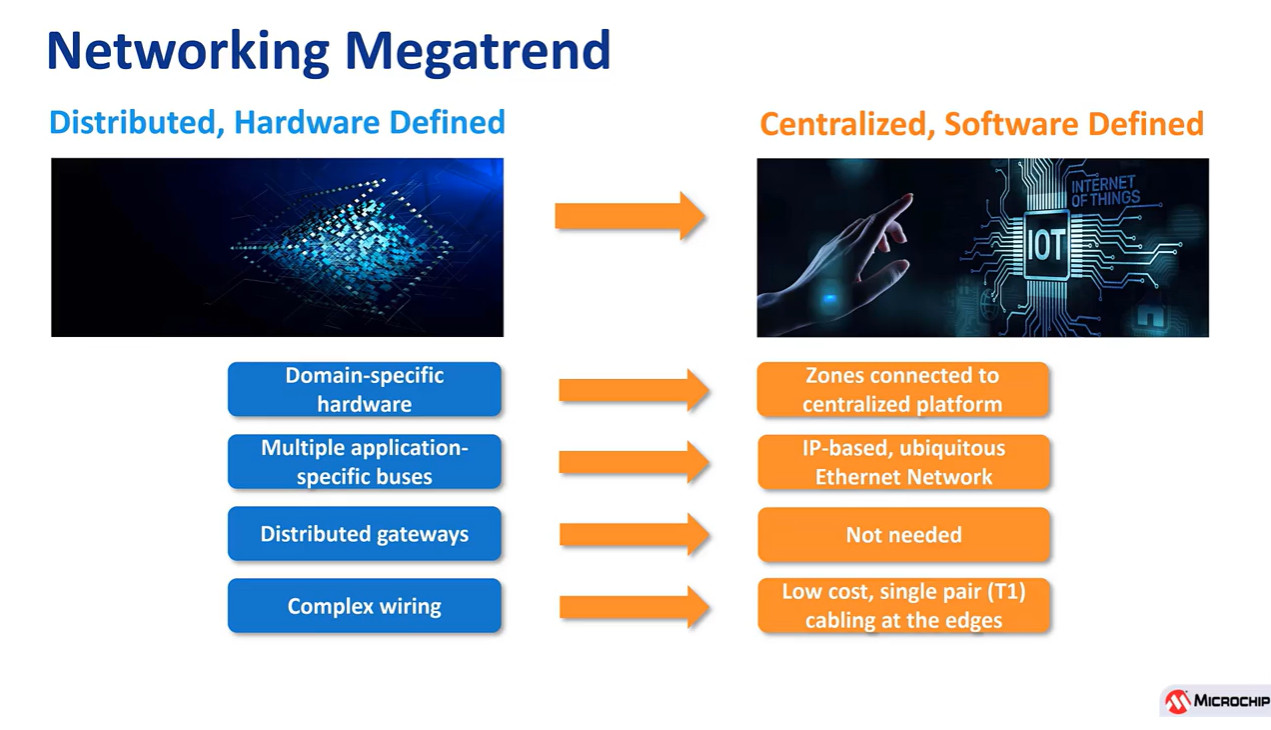 Networking Megatrend
Distributed, Hardware Defined
Centralized, Software Defined
INTERNET
OF THINGS
IOT
Domain-specific
hardware
Zones connected to
centralized platform
Multiple application-
specific buses
IP-based, ubiquitous
Ethernet Network
Distributed gateways
Not needed
Complex wiring
Low cost, single pair (T1)
cabling at the edges
MICROCHIP